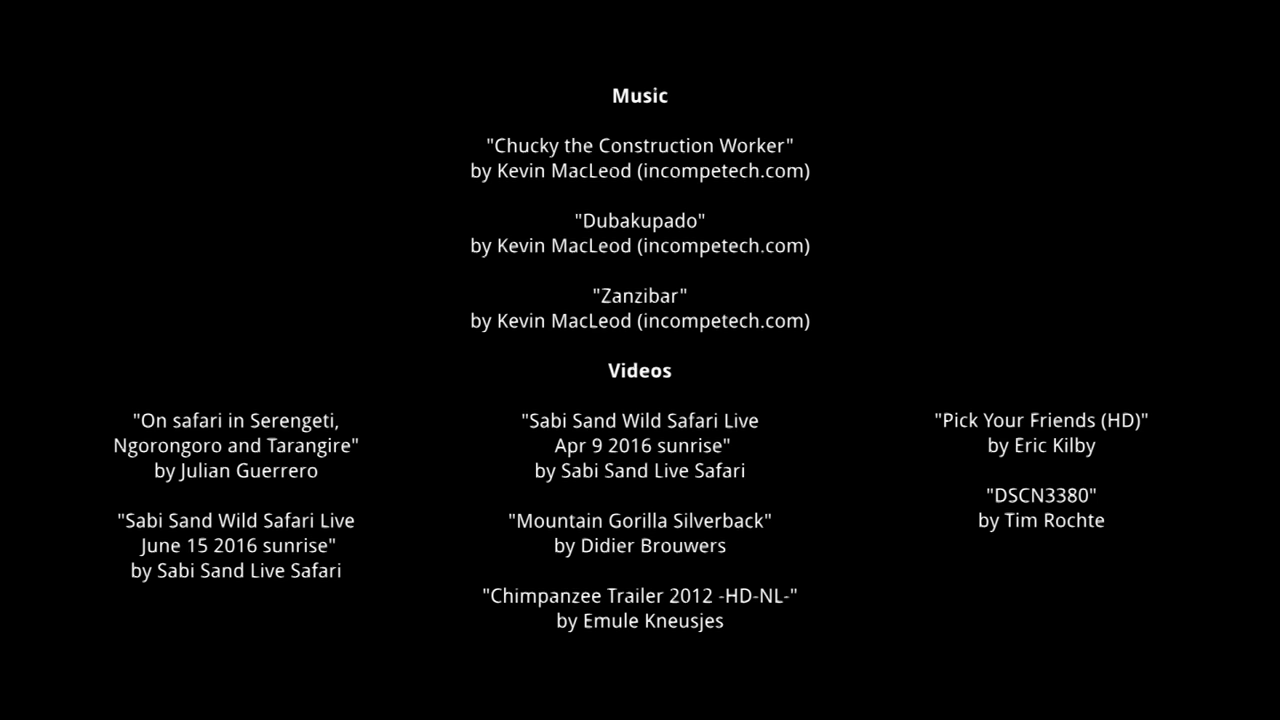 Music
"Chucky the Construction Worker"
by Kevin MacLeod (incompetech.com)
"Dubakupado"
by Kevin MacLeod (incompetech.com)
"Zanzibar"
by Kevin MacLeod (incompetech.com)
Videos
"On safari in Serengeti,
Ngorongoro and Tarangire"
by Julian Guerrero
"Sabi Sand Wild Safari Live
June 15 2016 sunrise"
by Sabi Sand Live Safari
"Sabi Sand Wild Safari Live
Apr 9 2016 sunrise"
by Sabi Sand Live Safari
"Mountain Gorilla Silverback"
by Didier Brouwers
"Chimpanzee Trailer 2012 -HD-NL-"
by Emule Kneusjes
"Pick Your Friends (HD)"
by Eric Kilby
"DSCN3380"
by Tim Rochte